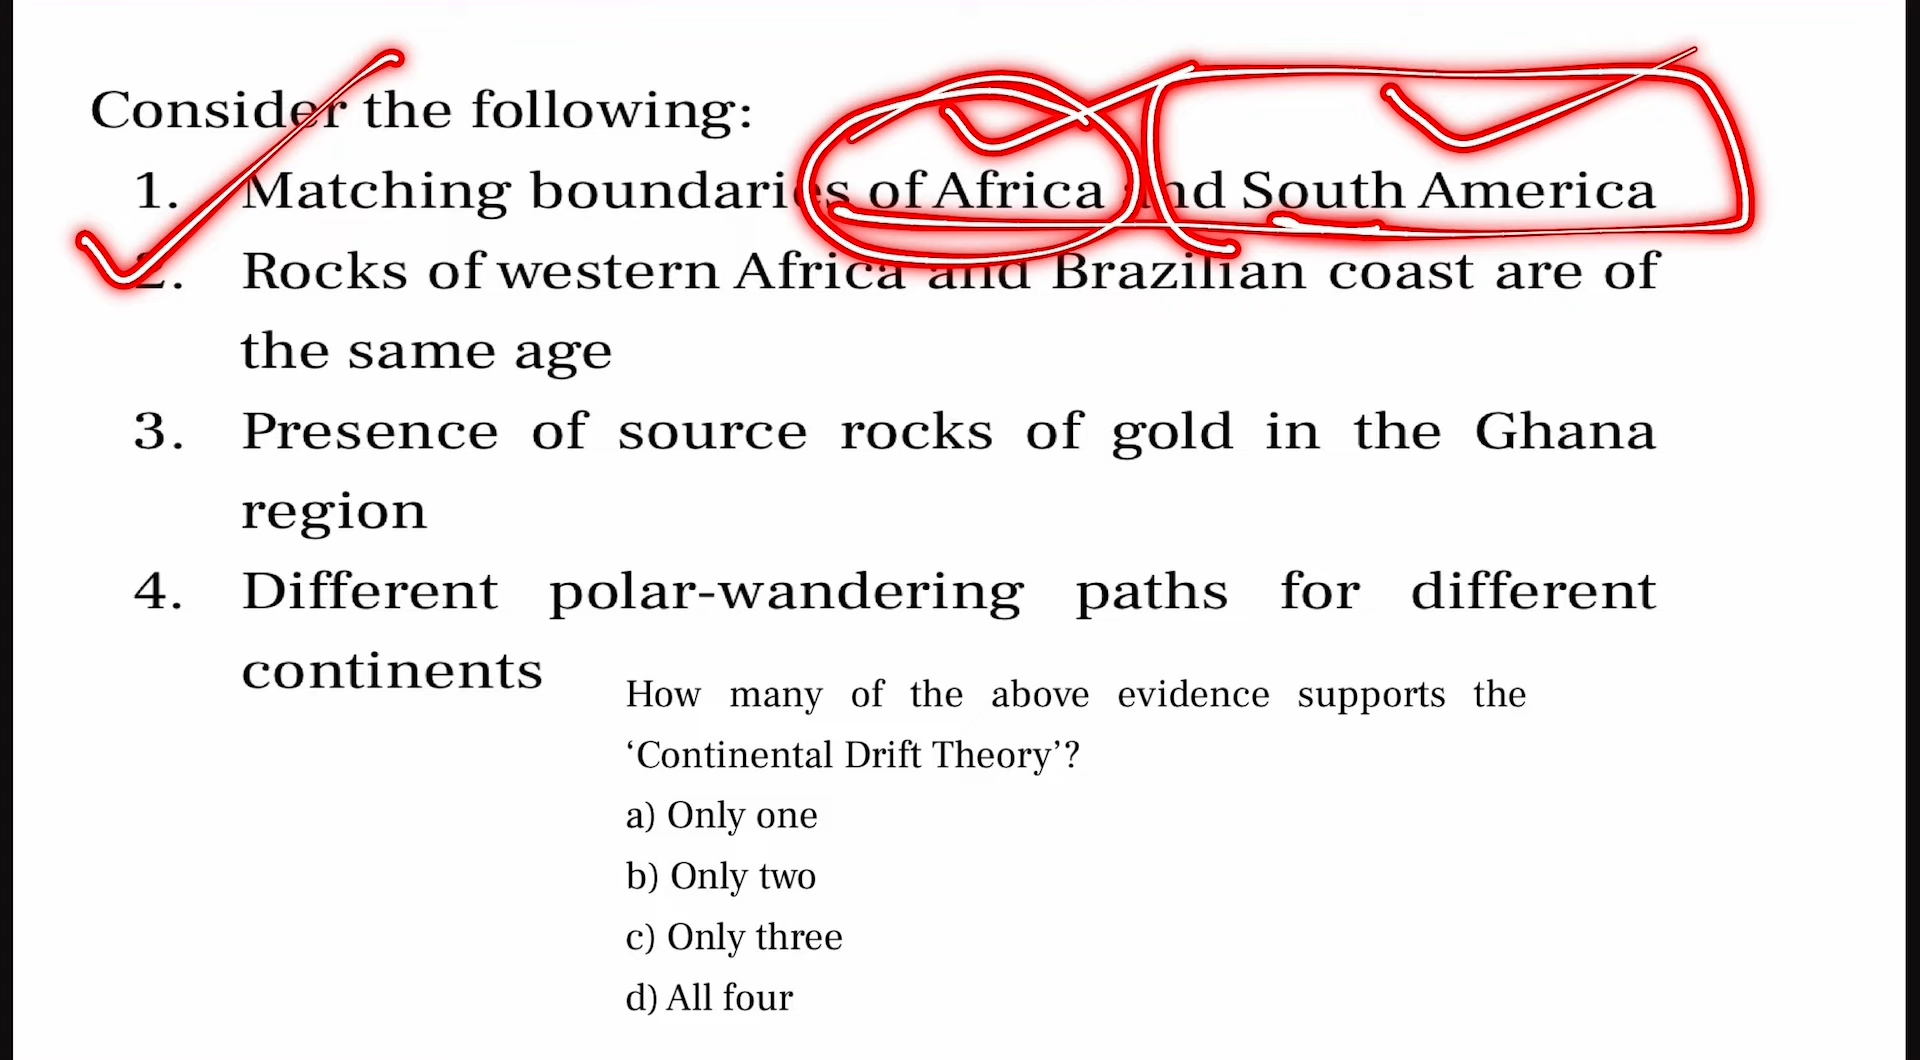 Consider the following:
1. Matching boundaries of Africa and South America
2. Rocks of western Africa and Brazilian coast are of
the same age
3. Presence of source rocks of gold in the Ghana
region
4. Different polar-wandering paths for different
continents
How many of the above evidence supports the
‘Continental Drift Theory’?
a) Only one
b) Only two
c) Only three
d) All four